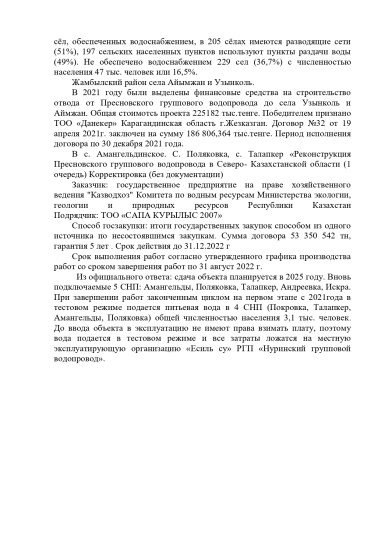 сёл, обеспеченных водоснабжением, в 205 сёлах имеются разводящие сети
(51%), 197 сельских населенных пунктов используют пункты раздачи воды
(49%). Не обеспечено водоснабжение 229 сел (36,7%) с численностью
населения 47 тыс. человек или 16,5%.
Жамбылский район села Айымжан и Узынколь.
В 2021 году были выделены финансовые средства на строительство
отвода от Пресновского группового водопровода до села Узунколь и
Аймжан. Общая стоимотсь проекта 225182 тыс.тенге. Победителем признано
ТОО «Данекер» Карагандинская область г.Жезказган. Договор №32 от 19
апреля 2021г. заключен на сумму 186 806,364 тыс.тенге. Период исполнения
договора по 30 декабря 2021 года.
В с. Амангельдинское. С. Поляковка, с. Талапкер «Реконструкция
Пресновского группового водопровода в Северо- Казахстанской области (1
очередь) Корректировка (без документации)
Заказчик: государственное предприятие на праве хозяйственного
ведения "Казводхоз" Комитета по водным ресурсам Министерства экологии,
геологии и природных ресурсов Республики Казахстан
Подрядчик: ТОО «САПА КУРЫЛЫС 2007»
Способ госзакупки: итоги государственных закупок способом из одного
источника по несостоявшимся закупкам. Сумма договора 53 350 542 тн,
гарантия 5 лет . Срок действия до 31.12.2022 г
Срок выполнения работ согласно утвержденного графика производства
работ со сроком завершения работ по 31 август 2022 г.
Из официального ответа: сдача объекта планируется в 2025 году. Вновь
подключаемые 5 СНП: Амангельды, Поляковка, Талапкер, Андреевка, Искра.
При завершении работ законченным циклом на первом этапе с 2021года в
тестовом режиме подается питьевая вода в 4 СНП (Покровка, Талапкер,
Амангельды, Поляковка) общей численностью населения 3,1 тыс. человек.
До ввода объекта в эксплуатацию не имеют права взимать плату, поэтому
вода подается в тестовом режиме и все затраты ложатся на местную
эксплуатирующую организацию «Есиль су» РГП «Нуринский групповой
водопровод».